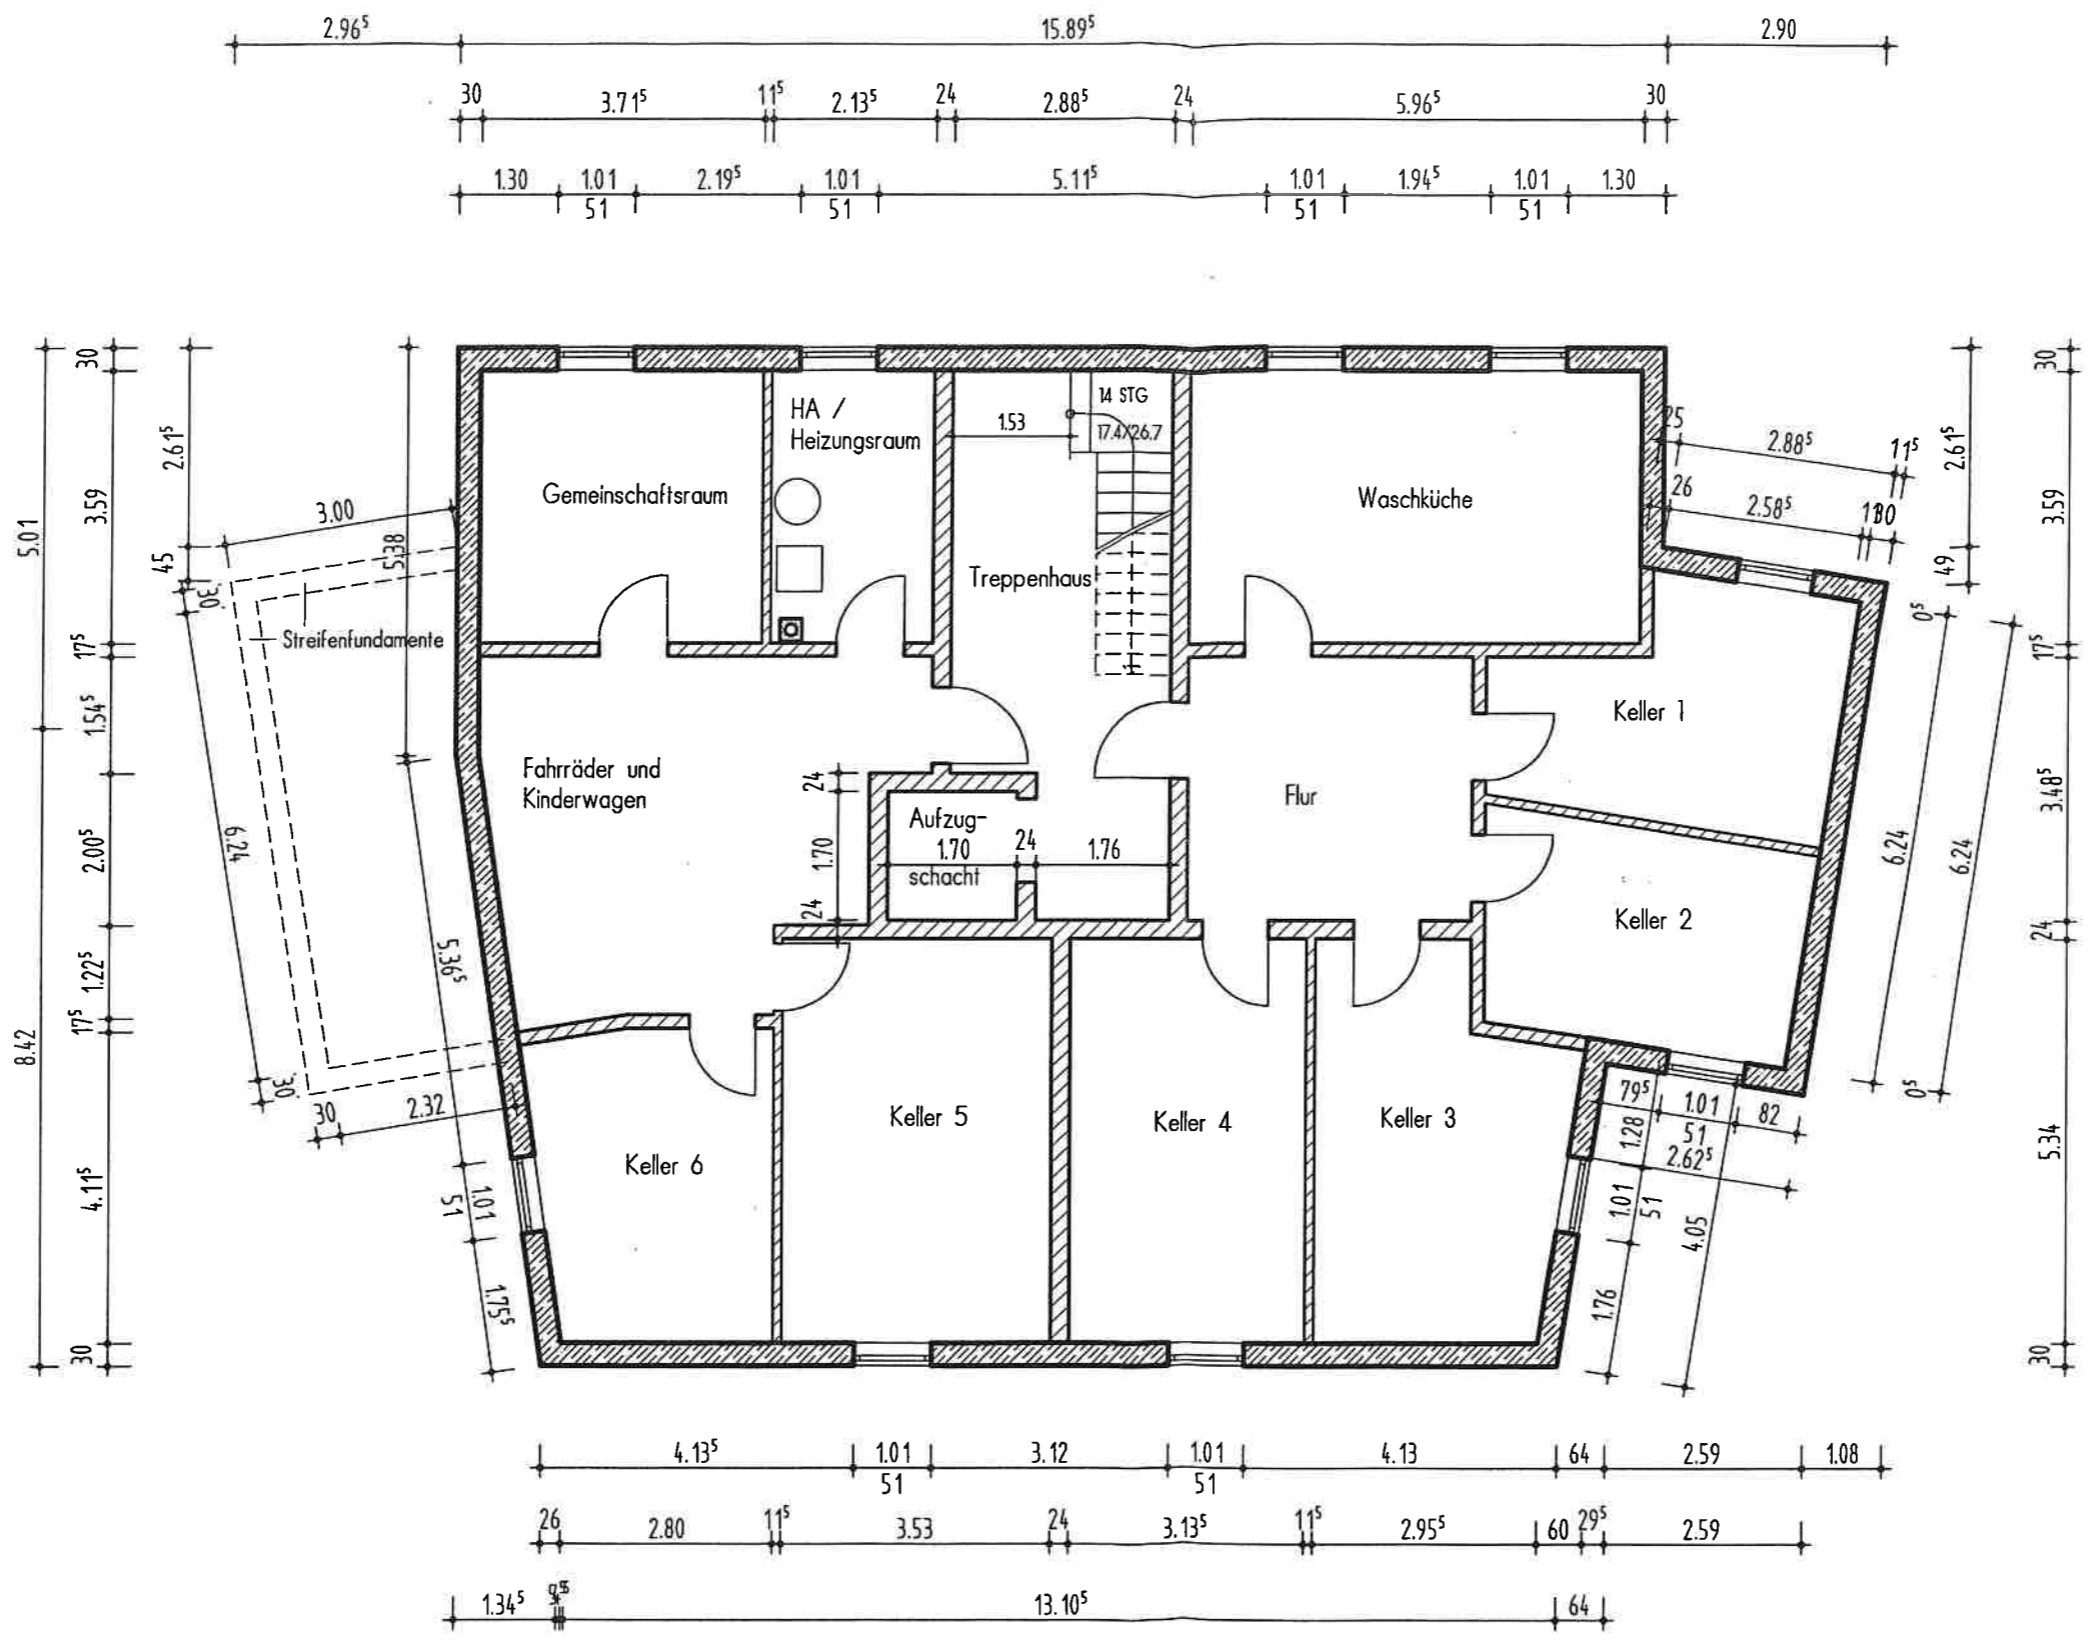 2.96⁵ 15.89⁵ 2.90
30 3.71⁵ 11⁵ 2.13⁵ 24 2.88⁵ 24 5.96⁵ 30
1.30 1.01 2.19⁵ 1.01 5.11⁵ 1.01 1.94⁵ 1.01 1.30
51 51 51 51
5.01
8.42
30
3.59
17⁵
1.54⁵
2.00⁵
1.22⁵
17⁵
4.11⁵
30
2.61⁵
45
5.38
3.00
30
Streifenfundamente
6.24
30
30 2.32
5.36⁵
1.01
51
1.75⁵
Gemeinschaftsraum
HA /
Heizungsraum
1.53
14 STG
17.4/26.7
Treppenhaus
Waschküche
Fahrräder und
Kinderwagen
24
1.70
24
Aufzug-
1.70 24 1.76
schacht
Flur
Keller 1
Keller 2
Keller 3
Keller 4
Keller 5
Keller 6
25 2.88⁵ 11⁵
26 2.58⁵ 30
2.61⁵
49
0⁵
6.24
6.24
0⁵
30
3.59
17⁵
3.48⁵
24
5.34
30
79⁵ 1.01 82
51
2.62⁵
1.28
1.01
51
1.76
4.05
4.13⁵ 1.01 3.12 1.01 4.13 64 2.59 1.08
51 51
26 2.80 11⁵ 3.53 24 3.13⁵ 11⁵ 2.95⁵ 60 29⁵ 2.59
1.34⁵ 13.10⁵ 64